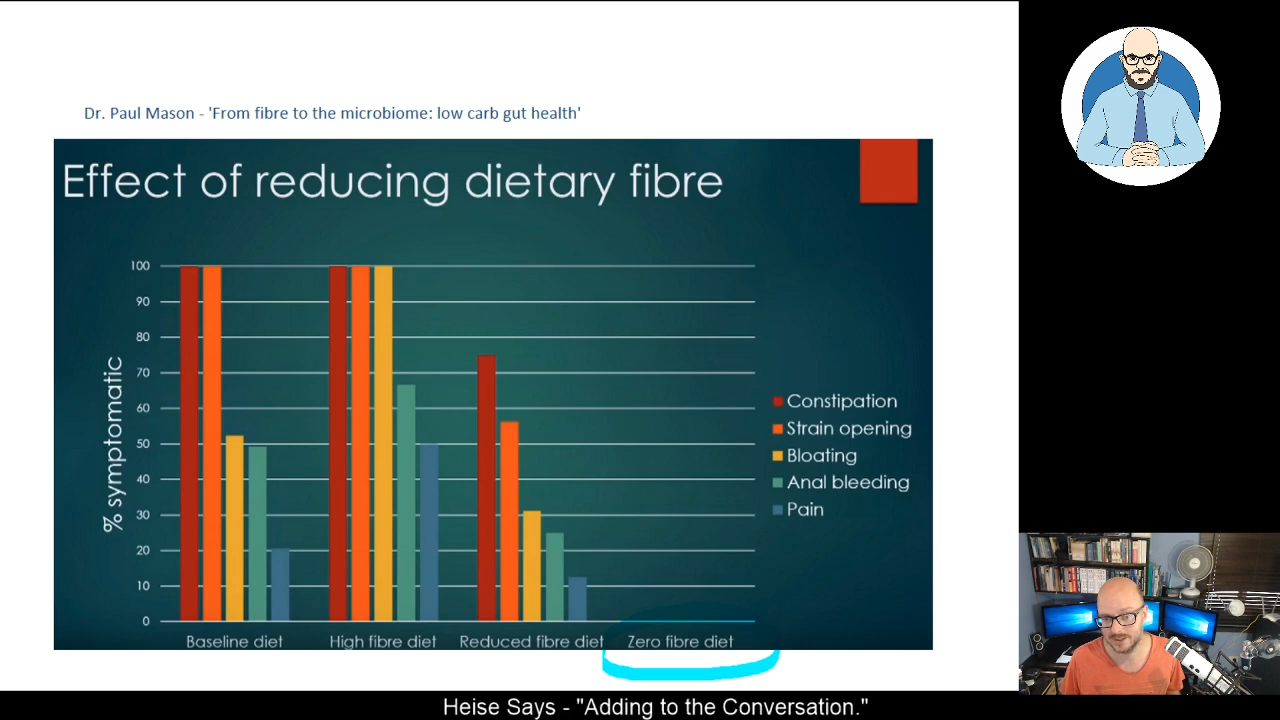 Dr. Paul Mason - 'From fibre to the microbiome: low carb gut health'
Effect of reducing dietary fibre
% symptomatic
100
90
80
70
60
50
40
30
20
10
0
Baseline diet
High fibre diet
Reduced fibre diet
Zero fibre diet
Constipation
Strain opening
Bloating
Anal bleeding
Pain
Heise Says - "Adding to the Conversation."